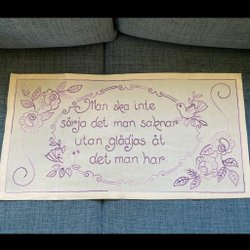 Man ska inte
sörja det man saknar
utan glädjas åt
det man har